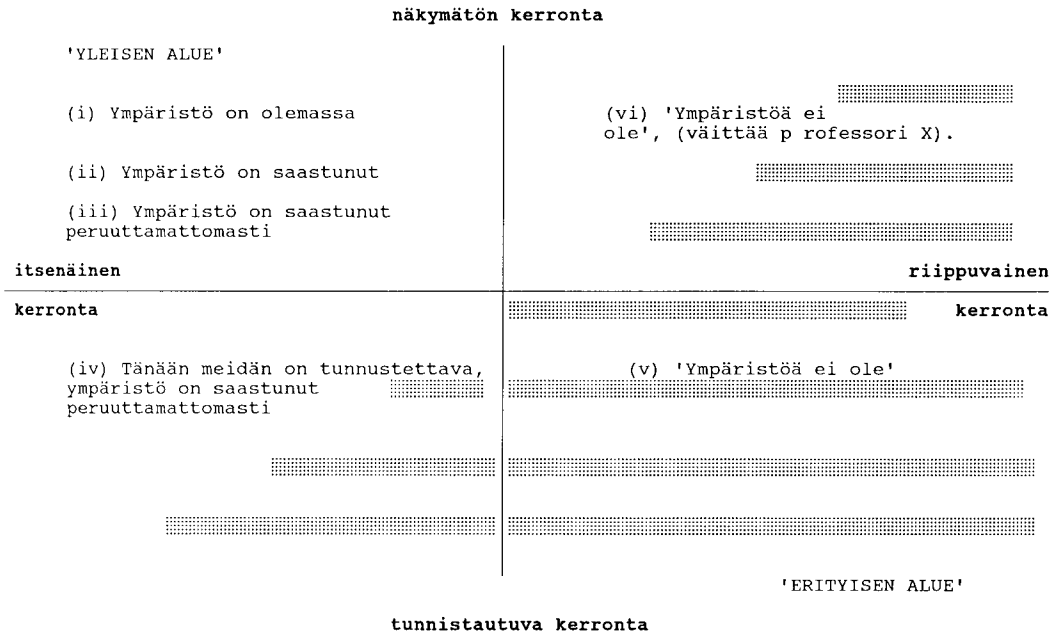 näkymätön kerronta
'YLEISEN ALUE'
(i) Ympäristö on olemassa
(ii) Ympäristö on saastunut
(iii) Ympäristö on saastunut
peruuttamattomasti
(vi) 'Ympäristöä ei
ole', (väittää p rofessori X).
itsenäinen
kerronta
riippuvainen
kerronta
(iv) Tänään meidän on tunnustettava,
ympäristö on saastunut
peruuttamattomasti
(v) 'Ympäristöä ei ole'
'ERITYISEN ALUE'
tunnistautuva kerronta